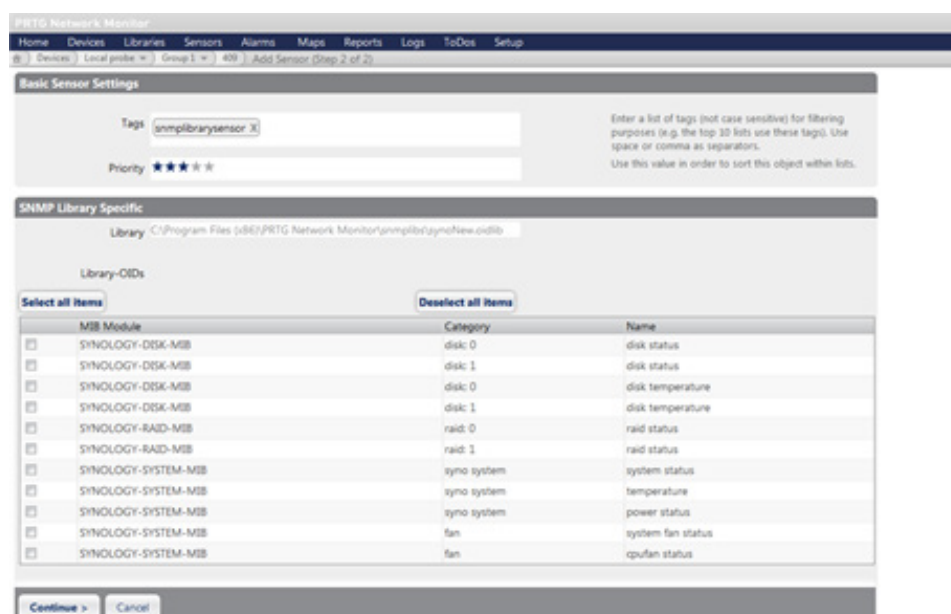 PRTG Network Monitor
Home Devices Libraries Sensors Alarms Maps Reports Logs ToDos Setup
Devices Local probe Group 1 409 Add Sensor (Step 2 of 2)
Basic Sensor Settings
Tags snmplibrarysensor X
Enter a list of tags (not case sensitive) for filtering
purposes (e.g. the top 10 lists use these tags). Use
space or comma as separators.
Priority
Use this value in order to sort this object within lists.
SNMP Library Specific
Library C:\Program Files (x86)\PRTG Network Monitor\snmplibs\synoNew.oidlib
Library-OIDs
Select all items Deselect all items
MIB Module Category Name
SYNOLOGY-DISK-MIB disk: 0 disk status
SYNOLOGY-DISK-MIB disk: 1 disk status
SYNOLOGY-DISK-MIB disk: 0 disk temperature
SYNOLOGY-DISK-MIB disk: 1 disk temperature
SYNOLOGY-RAID-MIB raid: 0 raid status
SYNOLOGY-RAID-MIB raid: 1 raid status
SYNOLOGY-SYSTEM-MIB syno system system status
SYNOLOGY-SYSTEM-MIB syno system temperature
SYNOLOGY-SYSTEM-MIB syno system power status
SYNOLOGY-SYSTEM-MIB fan system fan status
SYNOLOGY-SYSTEM-MIB fan cpufan status
Continue > Cancel